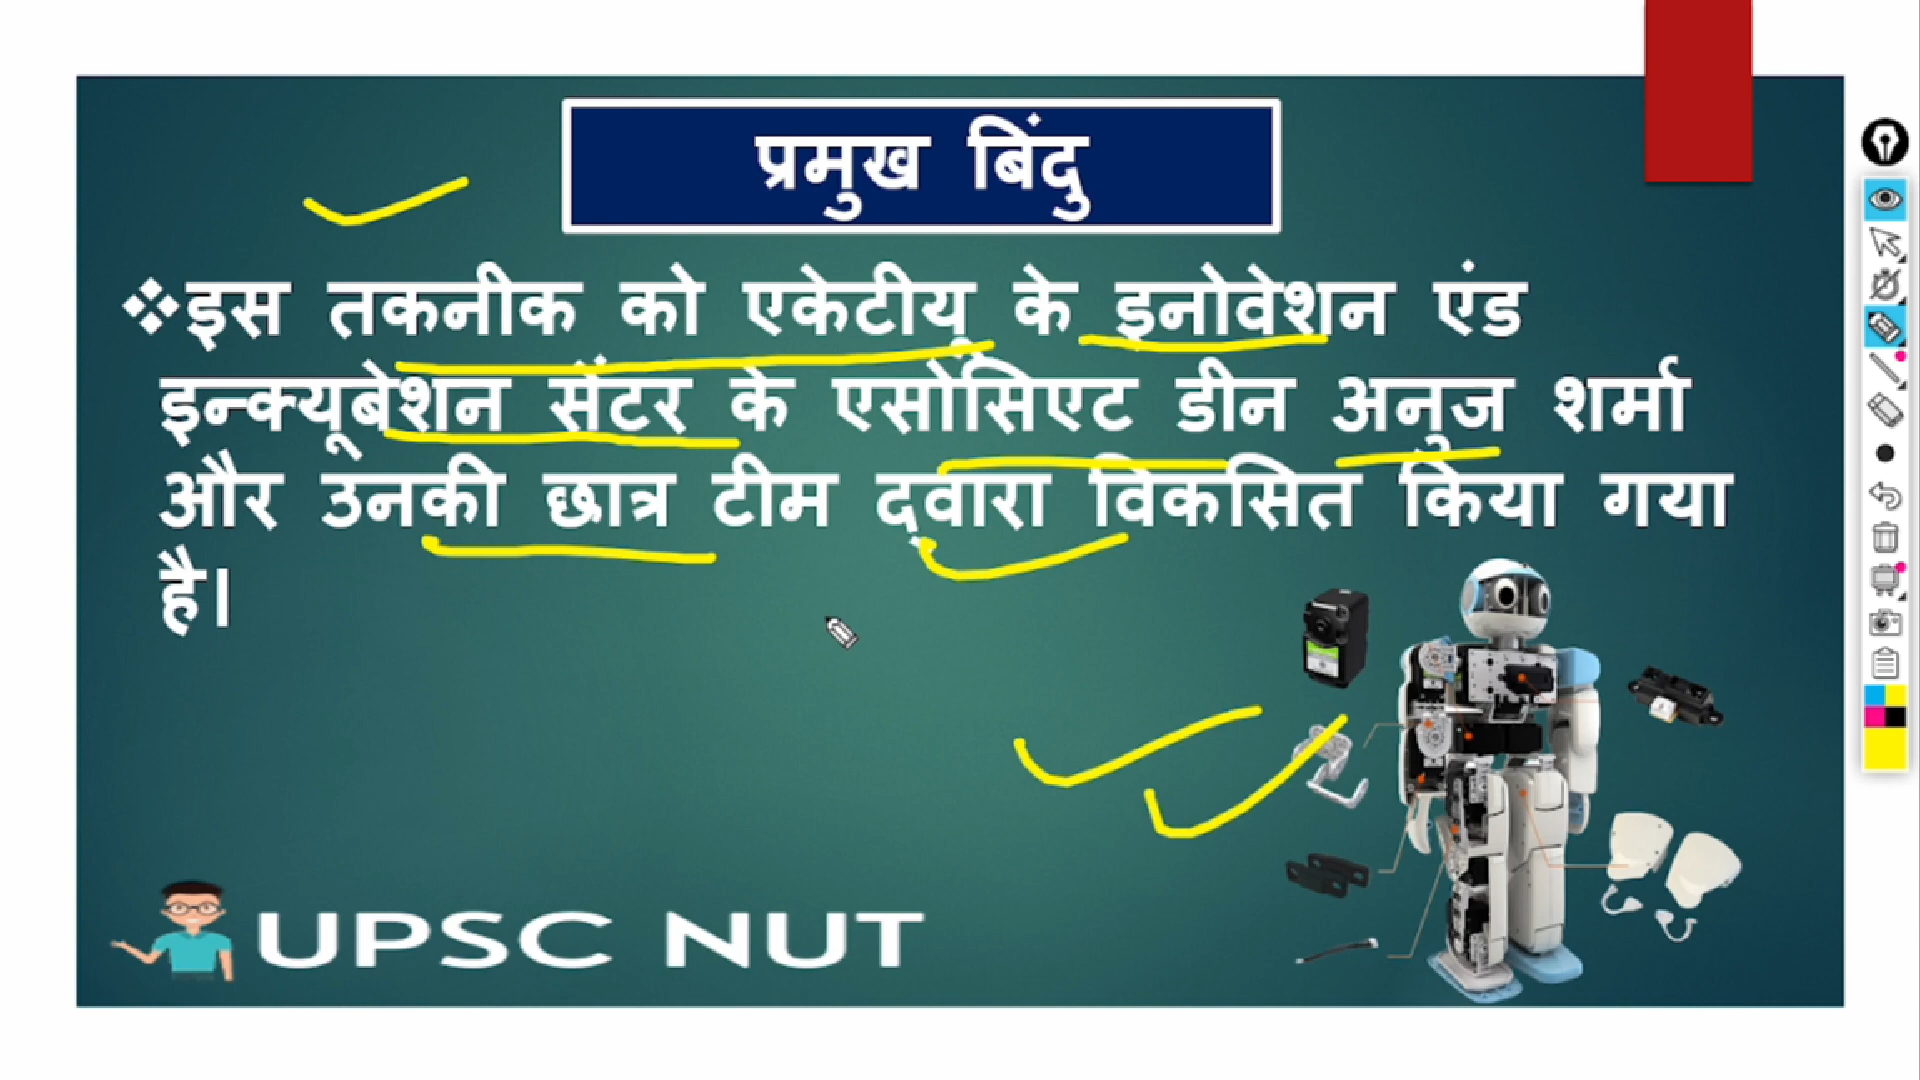 प्रमुख बिंदु
❖इस तकनीक को एकेटीयू के इनोवेशन एंड
इन्क्यूबेशन सेंटर के एसोसिएट डीन अनुज शर्मा
और उनकी छात्र टीम द्वारा विकसित किया गया
है।
UPSC NUT